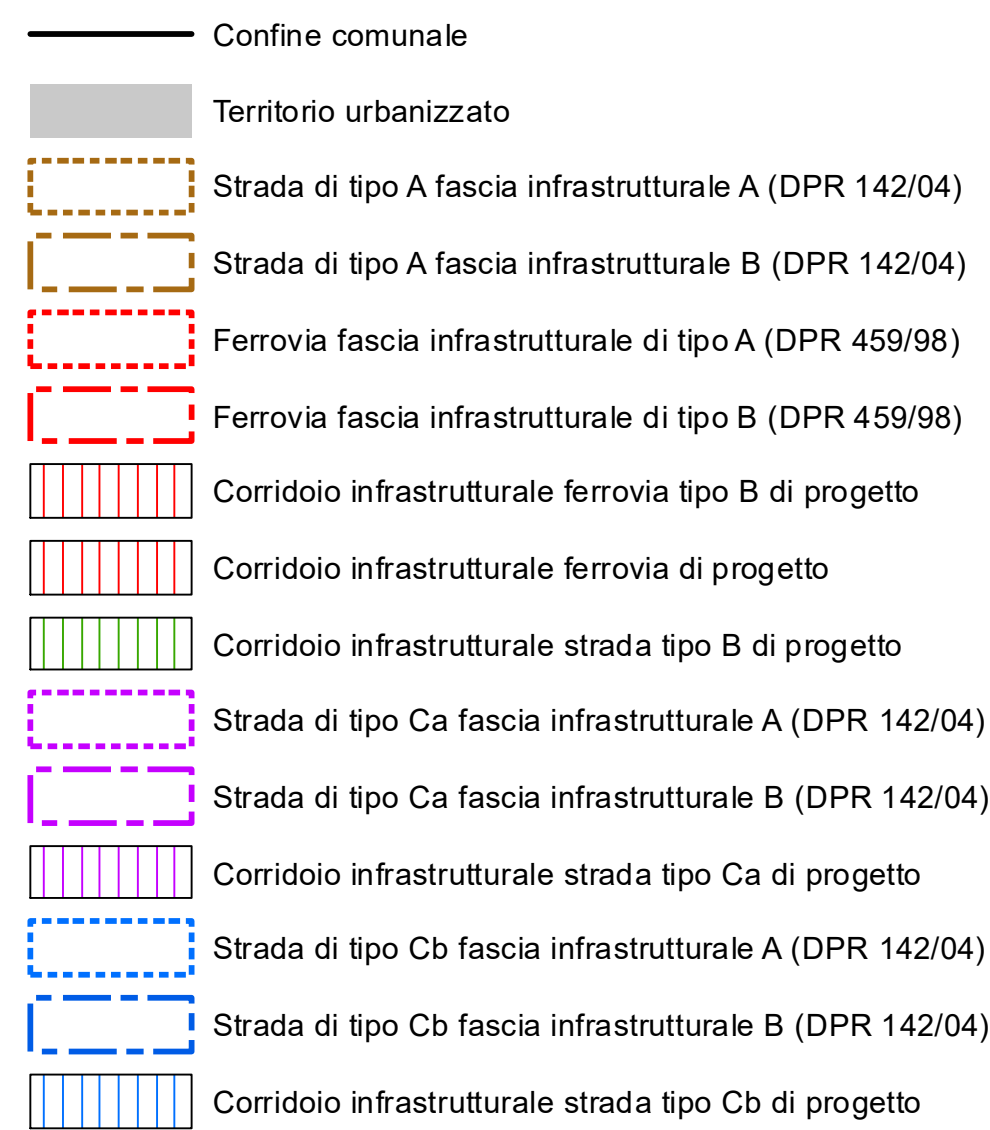 Confine comunale
Territorio urbanizzato
Strada di tipo A fascia infrastrutturale A (DPR 142/04)
Strada di tipo A fascia infrastrutturale B (DPR 142/04)
Ferrovia fascia infrastrutturale di tipo A (DPR 459/98)
Ferrovia fascia infrastrutturale di tipo B (DPR 459/98)
Corridoio infrastrutturale ferrovia tipo B di progetto
Corridoio infrastrutturale ferrovia di progetto
Corridoio infrastrutturale strada tipo B di progetto
Strada di tipo Ca fascia infrastrutturale A (DPR 142/04)
Strada di tipo Ca fascia infrastrutturale B (DPR 142/04)
Corridoio infrastrutturale strada tipo Ca di progetto
Strada di tipo Cb fascia infrastrutturale A (DPR 142/04)
Strada di tipo Cb fascia infrastrutturale B (DPR 142/04)
Corridoio infrastrutturale strada tipo Cb di progetto